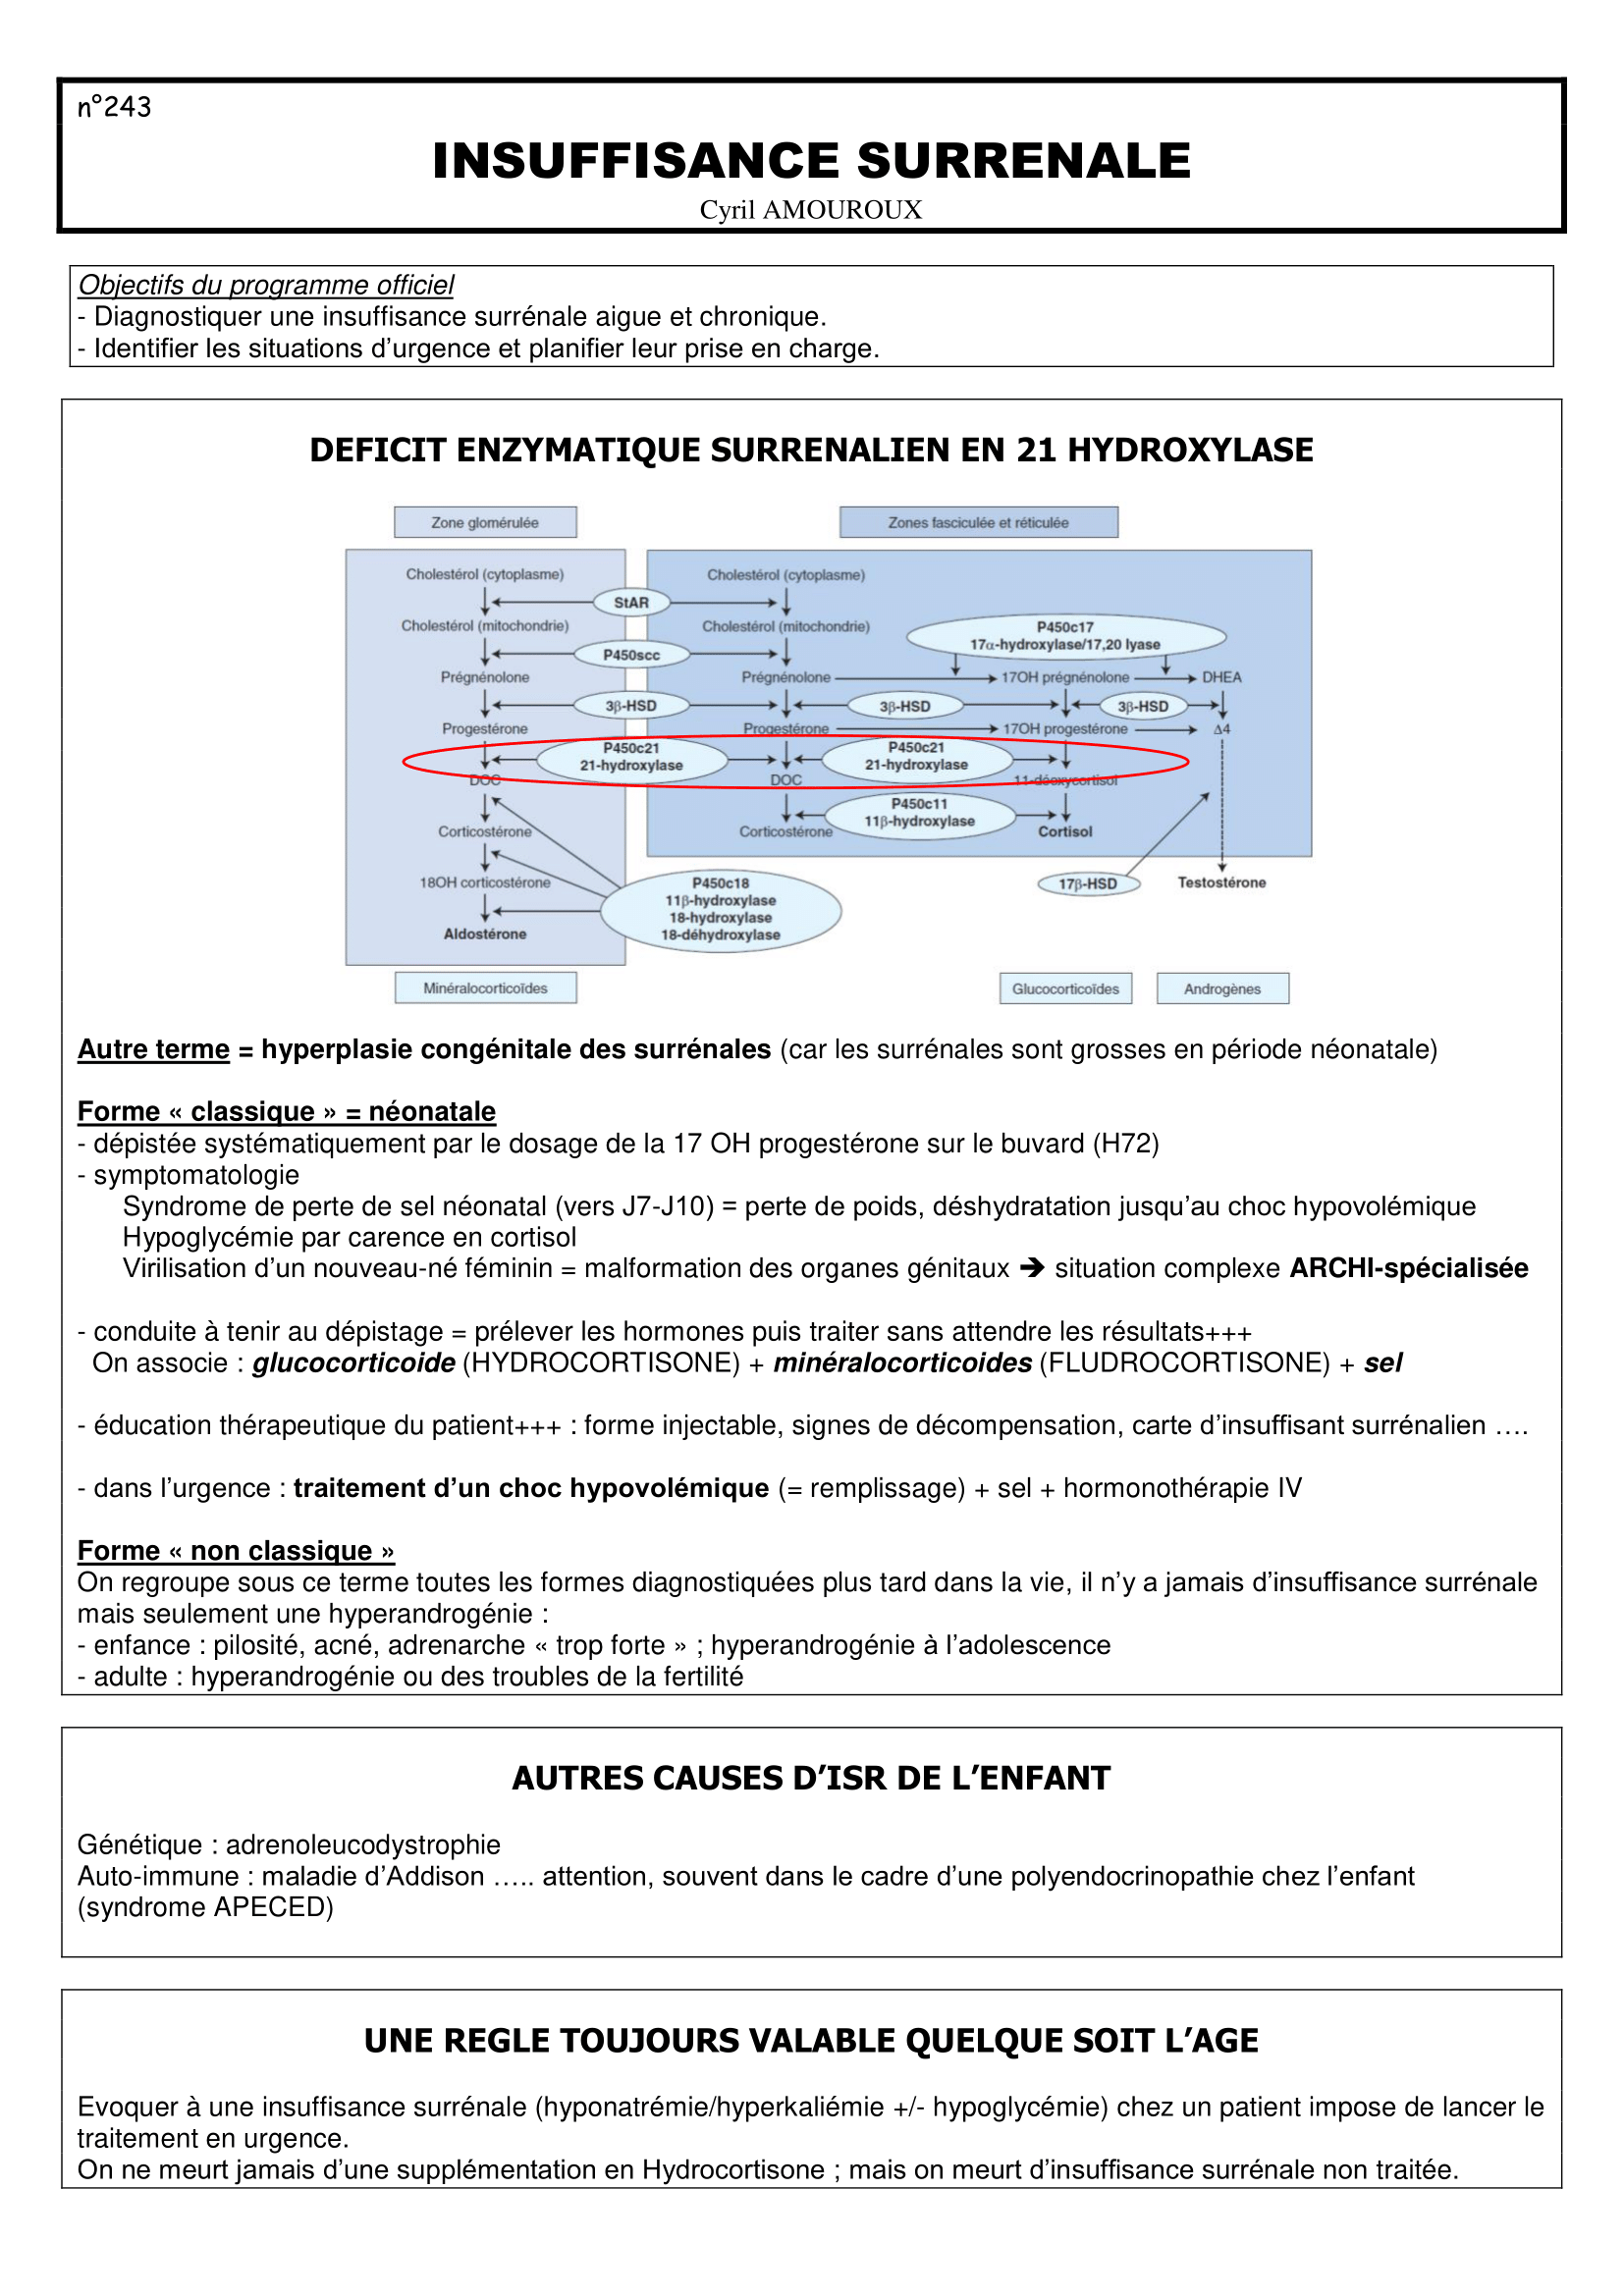 n°243
INSUFFISANCE SURRENALE
Cyril AMOUROUX
Objectifs du programme officiel
- Diagnostiquer une insuffisance surrénale aigue et chronique.
- Identifier les situations d’urgence et planifier leur prise en charge.
DEFICIT ENZYMATIQUE SURRENALIEN EN 21 HYDROXYLASE
Zone glomérulée
Zones fasciculée et réticulée
Cholestérol (cytoplasme)
Cholestérol (cytoplasme)
StAR
Cholestérol (mitochondrie)
Cholestérol (mitochondrie)
P450c17
17α-hydroxylase/17,20 lyase
P450scc
Prégnénolone
Prégnénolone
17OH prégnénolone
DHEA
3β-HSD
3β-HSD
3β-HSD
Progestérone
Progestérone
17OH progestérone
Δ4
P450c21
21-hydroxylase
P450c21
21-hydroxylase
DOC
DOC
11-déoxycortisol
P450c11
11β-hydroxylase
Corticostérone
Corticostérone
Cortisol
18OH corticostérone
P450c18
11β-hydroxylase
18-hydroxylase
18-déhydroxylase
17β-HSD
Testostérone
Aldostérone
Minéralocorticoïdes
Glucocorticoïdes
Androgènes
Autre terme = hyperplasie congénitale des surrénales (car les surrénales sont grosses en période néonatale)
Forme « classique » = néonatale
- dépistée systématiquement par le dosage de la 17 OH progestérone sur le buvard (H72)
- symptomatologie
Syndrome de perte de sel néonatal (vers J7-J10) = perte de poids, déshydratation jusqu’au choc hypovolémique
Hypoglycémie par carence en cortisol
Virilisation d’un nouveau-né féminin = malformation des organes génitaux ➔ situation complexe ARCHI-spécialisée
- conduite à tenir au dépistage = prélever les hormones puis traiter sans attendre les résultats+++
On associe : glucocorticoide (HYDROCORTISONE) + minéralocorticoides (FLUDROCORTISONE) + sel
- éducation thérapeutique du patient+++ : forme injectable, signes de décompensation, carte d’insuffisant surrénalien ….
- dans l’urgence : traitement d’un choc hypovolémique (= remplissage) + sel + hormonothérapie IV
Forme « non classique »
On regroupe sous ce terme toutes les formes diagnostiquées plus tard dans la vie, il n’y a jamais d’insuffisance surrénale
mais seulement une hyperandrogénie :
- enfance : pilosité, acné, adrenarche « trop forte » ; hyperandrogénie à l’adolescence
- adulte : hyperandrogénie ou des troubles de la fertilité
AUTRES CAUSES D’ISR DE L’ENFANT
Génétique : adrenoleucodystrophie
Auto-immune : maladie d’Addison ….. attention, souvent dans le cadre d’une polyendocrinopathie chez l’enfant
(syndrome APECED)
UNE REGLE TOUJOURS VALABLE QUELQUE SOIT L’AGE
Evoquer à une insuffisance surrénale (hyponatrémie/hyperkaliémie +/- hypoglycémie) chez un patient impose de lancer le
traitement en urgence.
On ne meurt jamais d’une supplémentation en Hydrocortisone ; mais on meurt d’insuffisance surrénale non traitée.